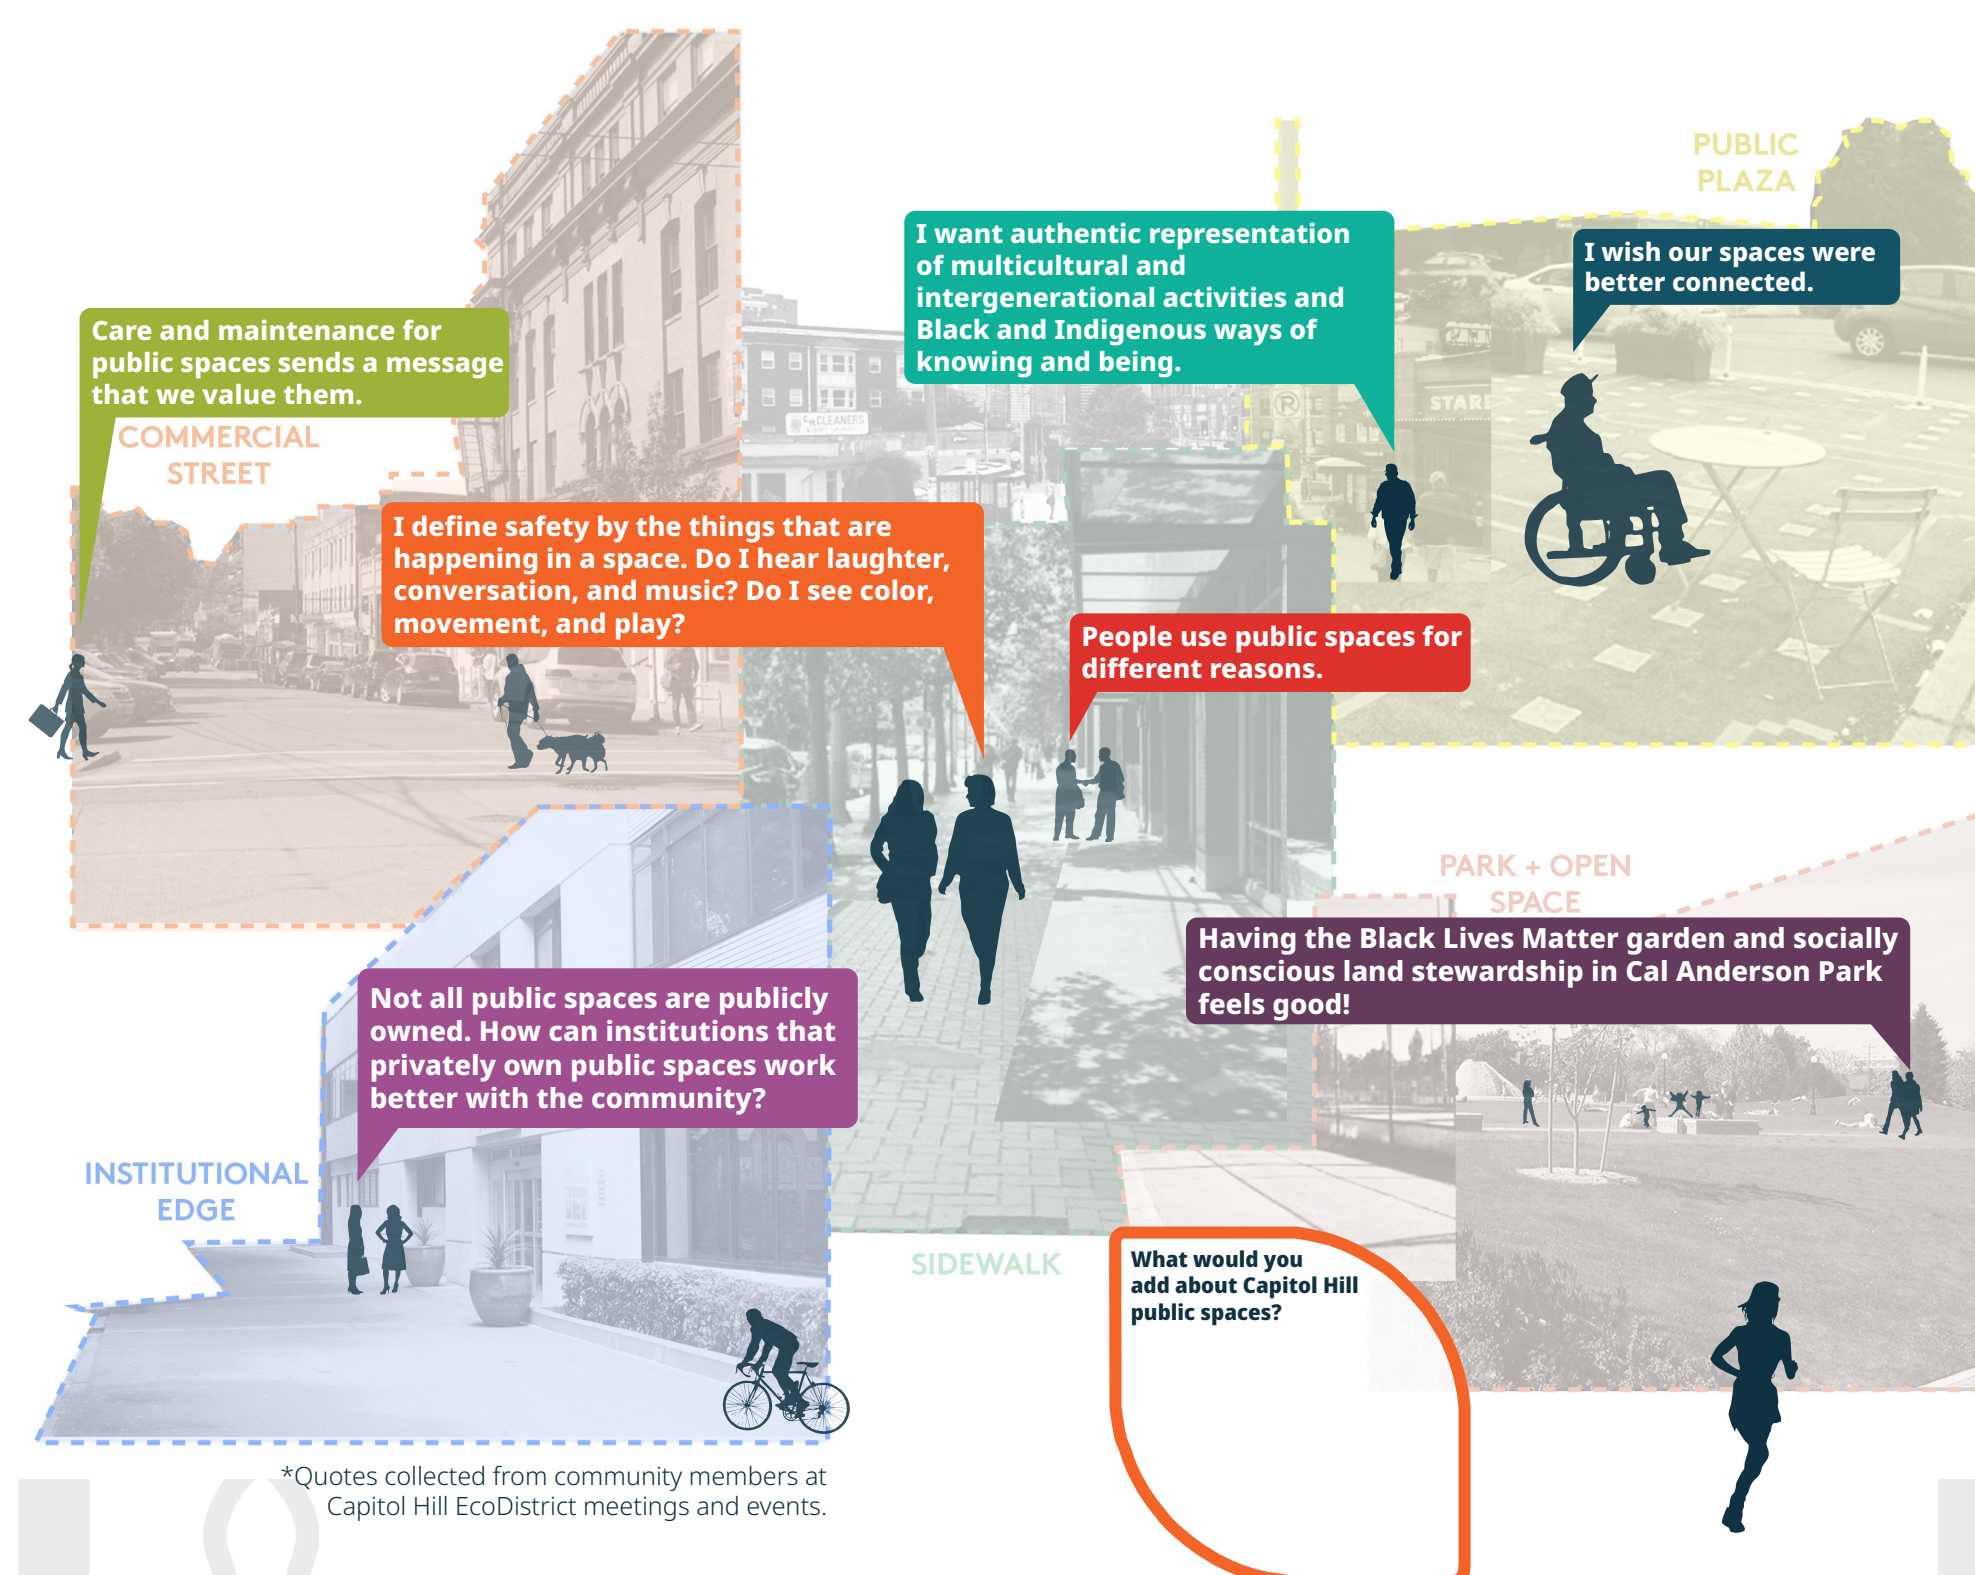 PUBLIC
PLAZA
I want authentic representation
of multicultural and
intergenerational activities and
Black and Indigenous ways of
knowing and being.
I wish our spaces were
better connected.
Care and maintenance for
public spaces sends a message
that we value them.
COMMERCIAL
STREET
CLEANERS
STARB
I define safety by the things that are
happening in a space. Do I hear laughter,
conversation, and music? Do I see color,
movement, and play?
People use public spaces for
different reasons.
PARK + OPEN
SPACE
Having the Black Lives Matter garden and socially
conscious land stewardship in Cal Anderson Park
feels good!
Not all public spaces are publicly
owned. How can institutions that
privately own public spaces work
better with the community?
INSTITUTIONAL
EDGE
SIDEWALK
What would you
add about Capitol Hill
public spaces?
*Quotes collected from community members at
Capitol Hill EcoDistrict meetings and events.